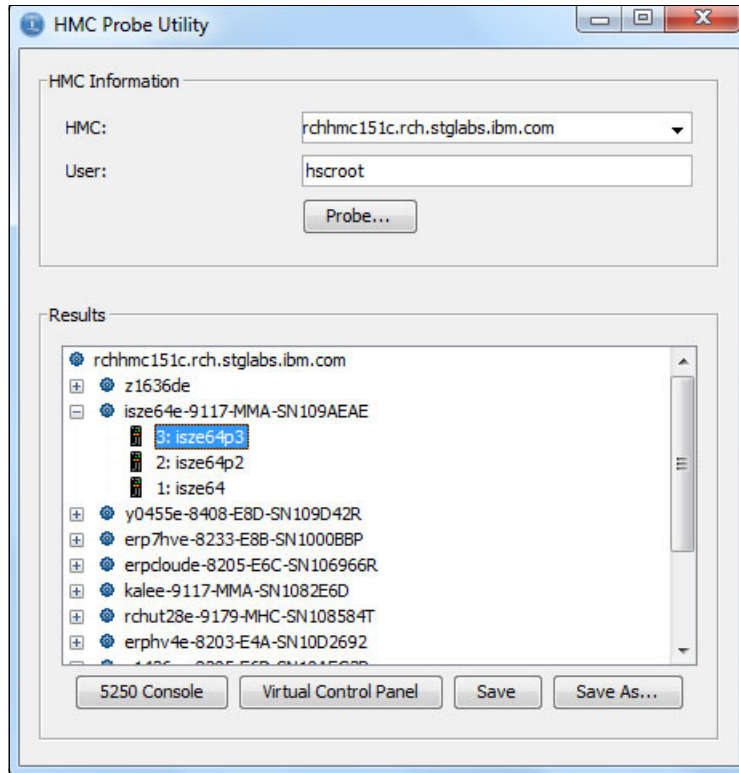 HMC Probe Utility
HMC Information
HMC:
rchhmc151c.rch.stglabs.ibm.com
User:
hscroot
Probe...
Results
rchhmc151c.rch.stglabs.ibm.com
z1636de
isze64e-9117-MMA-SN109AEAE
3: isze64p3
2: isze64p2
1: isze64
y0455e-8408-E8D-SN109D42R
erp7hve-8233-E8B-SN1000BBP
erpcloude-8205-E6C-SN106966R
kalee-9117-MMA-SN1082E6D
rchut28e-9179-MHC-SN108584T
erphv4e-8203-E4A-SN10D2692
5250 Console Virtual Control Panel Save Save As...